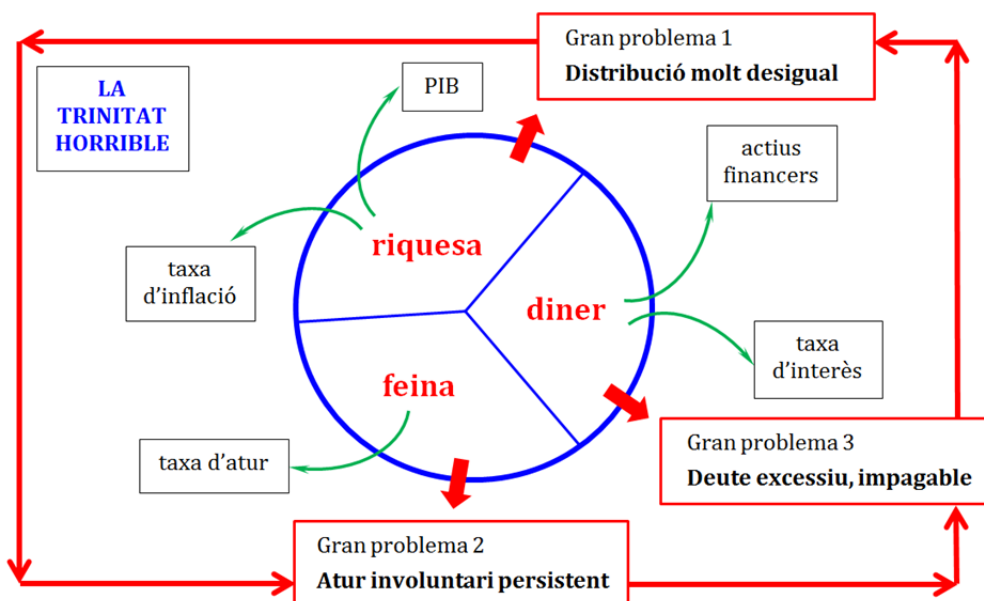 Gran problema 1
Distribució molt desigual
LA
TRINITAT
HORRIBLE
PIB
actius
financers
riquesa
taxa
d’inflació
diner
taxa
d’interès
feina
taxa d’atur
Gran problema 3
Deute excessiu, impagable
Gran problema 2
Atur involuntari persistent